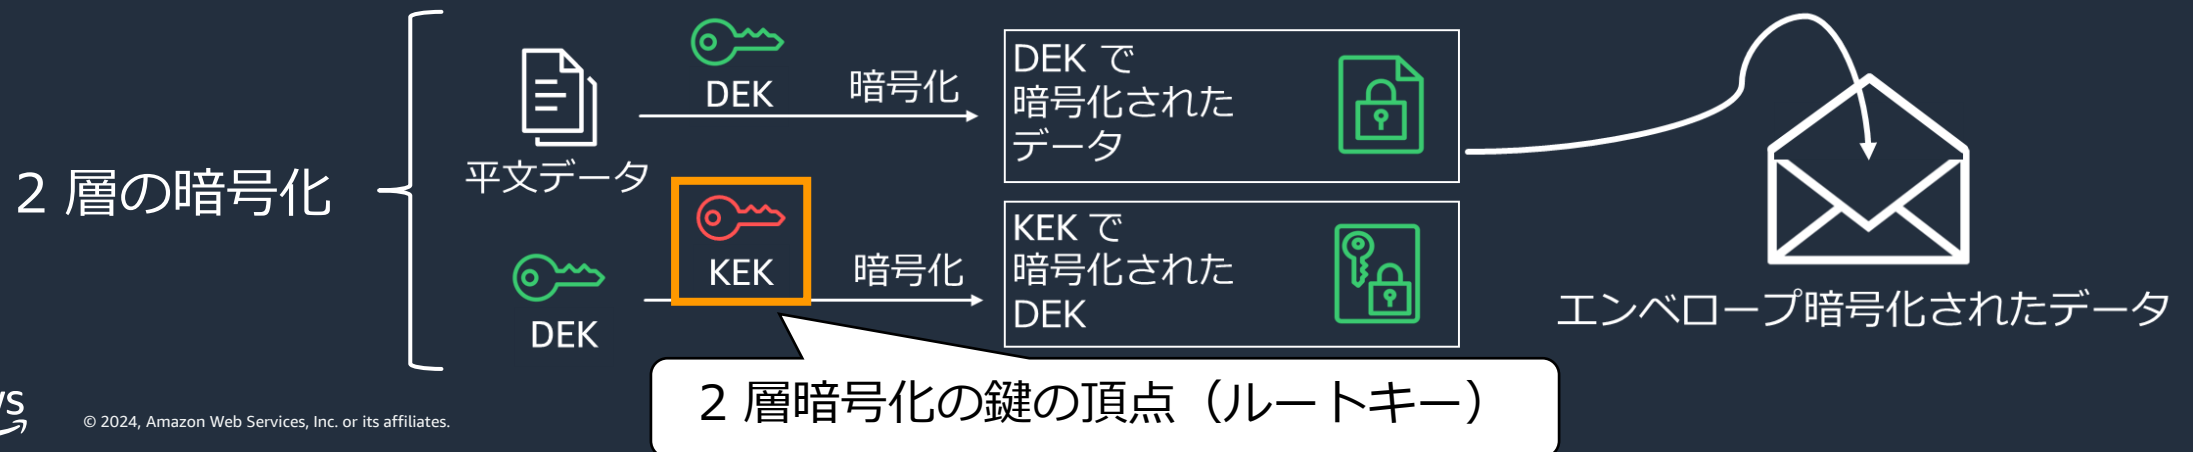 2 層の暗号化
平文データ
DEK
暗号化
DEK で
暗号化された
データ
DEK
KEK
暗号化
KEK で
暗号化された
DEK
エンベロープ暗号化されたデータ
2 層暗号化の鍵の頂点（ルートキー）
© 2024, Amazon Web Services, Inc. or its affiliates.